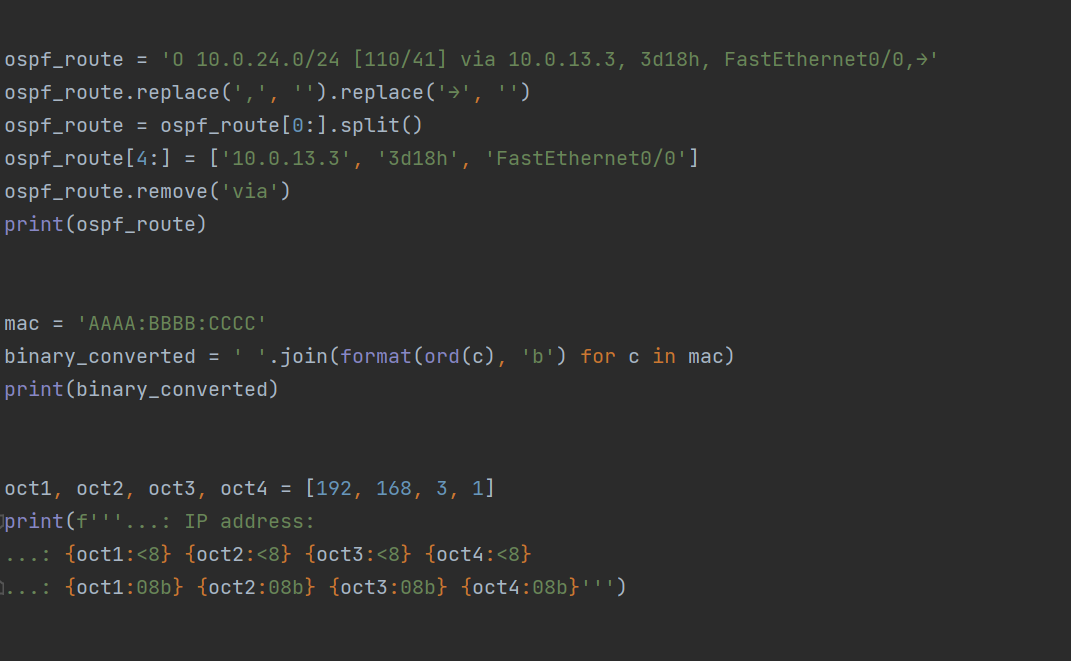 ospf_route = 'O 10.0.24.0/24 [110/41] via 10.0.13.3, 3d18h, FastEthernet0/0,→'
ospf_route.replace(',', '').replace('→', '')
ospf_route = ospf_route[0:].split()
ospf_route[4:] = ['10.0.13.3', '3d18h', 'FastEthernet0/0']
ospf_route.remove('via')
print(ospf_route)
mac = 'AAAA:BBBB:CCCC'
binary_converted = ' '.join(format(ord(c), 'b') for c in mac)
print(binary_converted)
oct1, oct2, oct3, oct4 = [192, 168, 3, 1]
print(f'''...: IP address:
...: {oct1:<8} {oct2:<8} {oct3:<8} {oct4:<8}
...: {oct1:08b} {oct2:08b} {oct3:08b} {oct4:08b}''')